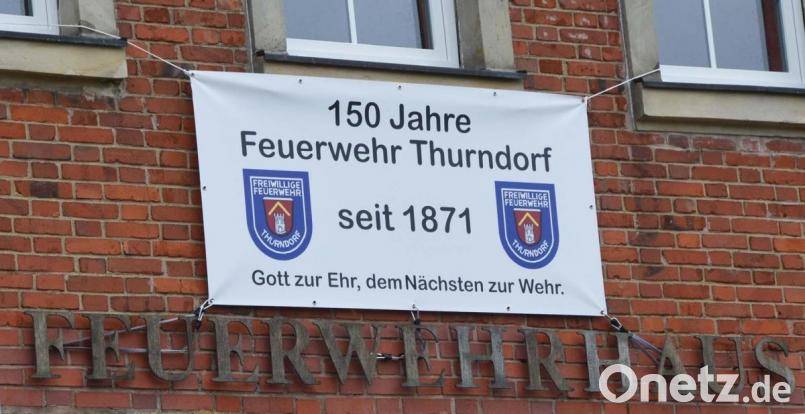 150 Jahre
Feuerwehr Thurndorf
FREIWILLIGE
FEUERWEHR
THURNDORF
seit 1871
FREIWILLIGE
FEUERWEHR
THURNDORF
Gott zur Ehr, dem Nächsten zur Wehr.
FEUERWEHRHAUS
Onetz.de